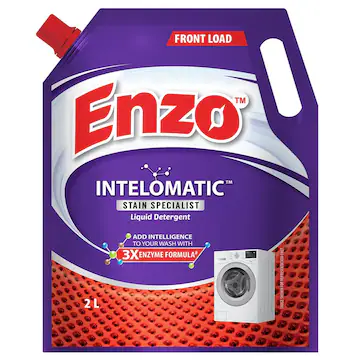 FRONT LOAD
Enzo™
INTELOMATIC™
STAIN SPECIALIST
Liquid Detergent
ADD INTELLIGENCE
TO YOUR WASH WITH
3X ENZYME FORMULA^
2 L